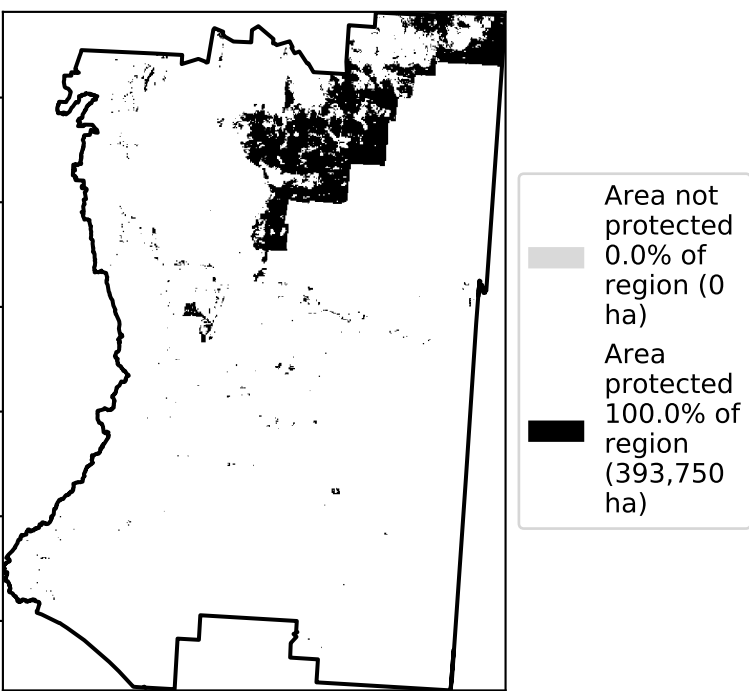 Area not
protected
0.0% of
region (0
ha)
Area
protected
100.0% of
region
(393,750
ha)